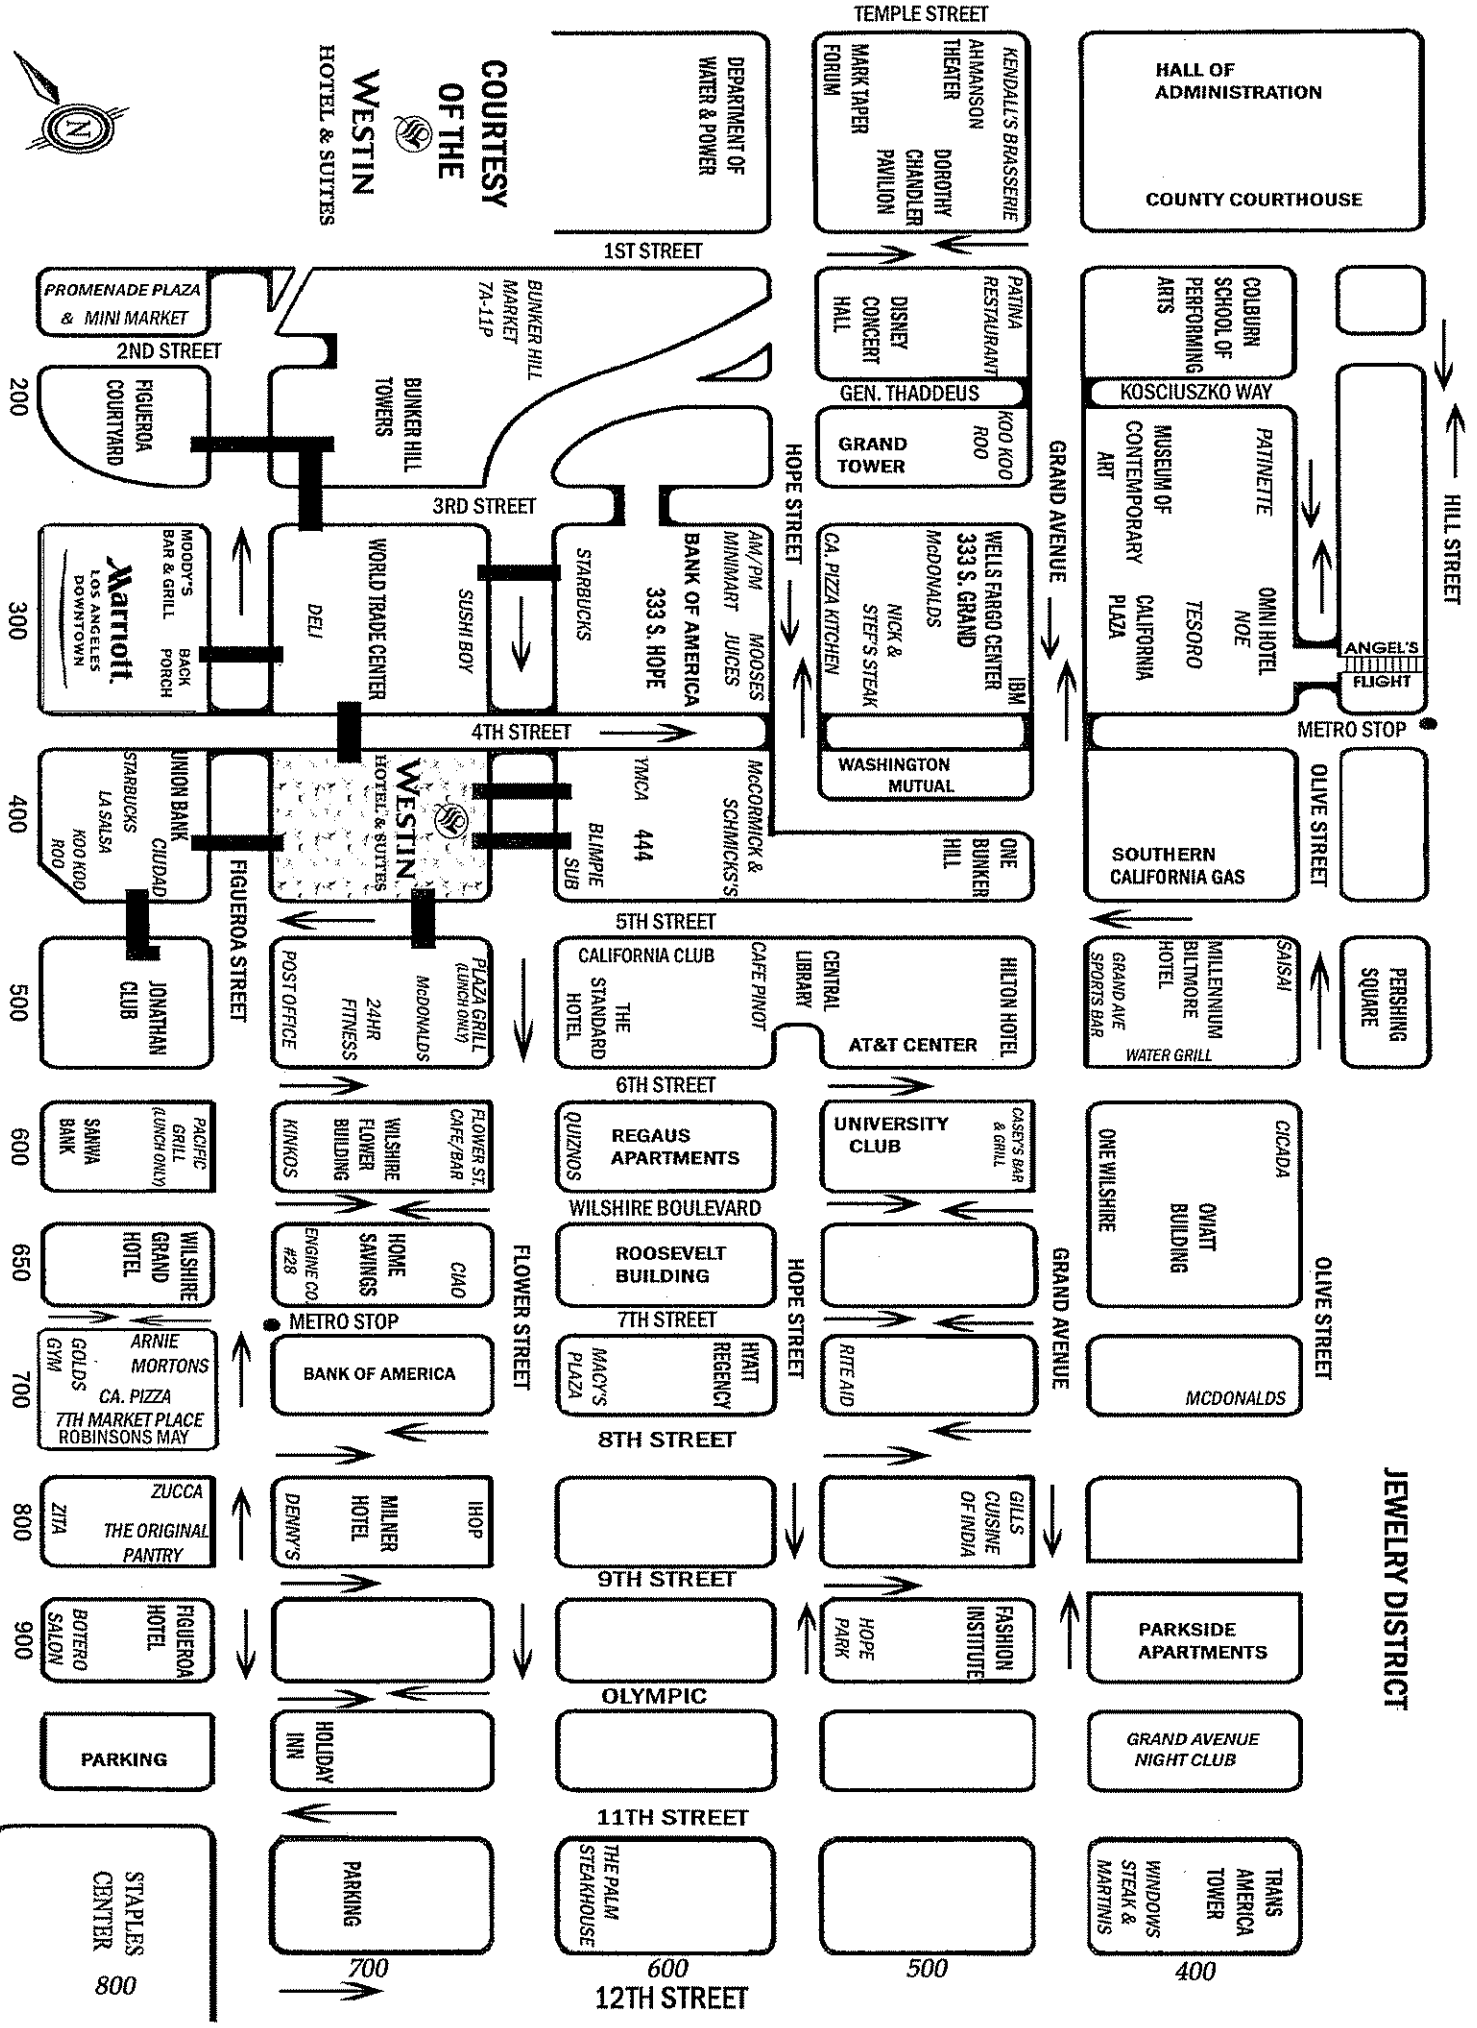 TEMPLE STREET
HALL OF
ADMINISTRATION
COUNTY COURTHOUSE
KENDALL'S BRASSERIE
AHMANSON
THEATER
DOROTHY
CHANDLER
PAVILION
MARK TAPER
FORUM
DEPARTMENT OF
WATER & POWER
COURTESY
OF THE
WESTIN
HOTEL & SUITES
N
1ST STREET
PROMENADE PLAZA
& MINI MARKET
2ND STREET
BUNKER HILL
MARKET
7A-11P
BUNKER HILL
TOWERS
FIGUEROA
COURTYARD
200
PATINA
RESTAURANT
DISNEY
CONCERT
HALL
COLBURN
SCHOOL OF
PERFORMING
ARTS
GEN. THADDEUS
KOSCIUSZKO WAY
KOO KOO
ROO
GRAND
TOWER
HOPE STREET
GRAND AVENUE
PATINETTE
MUSEUM OF
CONTEMPORARY
ART
HILL STREET
3RD STREET
MOODY'S
BAR & GRILL
BACK
PORCH
Marriott.
LOS ANGELES
DOWNTOWN
300
WORLD TRADE CENTER
DELI
SUSHI BOY
STARBUCKS
BANK OF AMERICA
333 S. HOPE
AM/PM
MINIMART
MOOSES
JUICES
WELLS FARGO CENTER
333 S. GRAND
IBM
McDONALDS
NICK &
STEF'S STEAK
CA. PIZZA KITCHEN
OMNI HOTEL
NOE
TESORO
CALIFORNIA
PLAZA
ANGEL'S
FLIGHT
METRO STOP
4TH STREET
UNION BANK
STARBUCKS
CIUDAD
LA SALSA
KOO KOO
ROO
400
FIGUEROA STREET
WESTIN
HOTEL & SUITES
YMCA
444
McCORMICK &
SCHMICKS'S
BLIMPIE
SUB
WASHINGTON
MUTUAL
ONE
BUNKER
HILL
SOUTHERN
CALIFORNIA GAS
OLIVE STREET
5TH STREET
JONATHAN
CLUB
500
PLAZA GRILL
(LUNCH ONLY)
McDONALDS
24HR
FITNESS
POST OFFICE
CALIFORNIA CLUB
THE
STANDARD
HOTEL
CAFE PINOT
CENTRAL
LIBRARY
HILTON HOTEL
AT&T CENTER
SAISAI
MILLENNIUM
BILTMORE
HOTEL
GRAND AVE
SPORTS BAR
WATER GRILL
PERSHING
SQUARE
6TH STREET
PACIFIC
GRILL
(LUNCH ONLY)
SANWA
BANK
600
FLOWER ST.
CAFE/BAR
WILSHIRE
FLOWER
BUILDING
KINKOS
QUIZNOS
REGAUS
APARTMENTS
UNIVERSITY
CLUB
CASEY'S BAR
& GRILL
CICADA
OVIATT
BUILDING
ONE WILSHIRE
WILSHIRE BOULEVARD
WILSHIRE
GRAND
HOTEL
650
CIAO
HOME
SAVINGS
ENGINE CO.
#28
FLOWER STREET
ROOSEVELT
BUILDING
HOPE STREET
GRAND AVENUE
OLIVE STREET
METRO STOP
7TH STREET
ARNIE
MORTONS
GOLDS
GYM
CA. PIZZA
7TH MARKET PLACE
ROBINSONS MAY
700
BANK OF AMERICA
HYATT
REGENCY
MACY'S
PLAZA
RITE AID
MCDONALDS
8TH STREET
JEWELRY DISTRICT
ZUCCA
THE ORIGINAL
PANTRY
ZITA
800
IHOP
MILNER
HOTEL
DENNY'S
GILLS
CUISINE
OF INDIA
9TH STREET
FIGUEROA
HOTEL
BOTERO
SALON
900
FASHION
INSTITUTE
HOPE
PARK
PARKSIDE
APARTMENTS
OLYMPIC
PARKING
HOLIDAY
INN
GRAND AVENUE
NIGHT CLUB
11TH STREET
STAPLES
CENTER
800
PARKING
THE PALM
STEAKHOUSE
TRANS
AMERICA
TOWER
WINDOWS
STEAK &
MARTINIS
700
600
500
400
12TH STREET